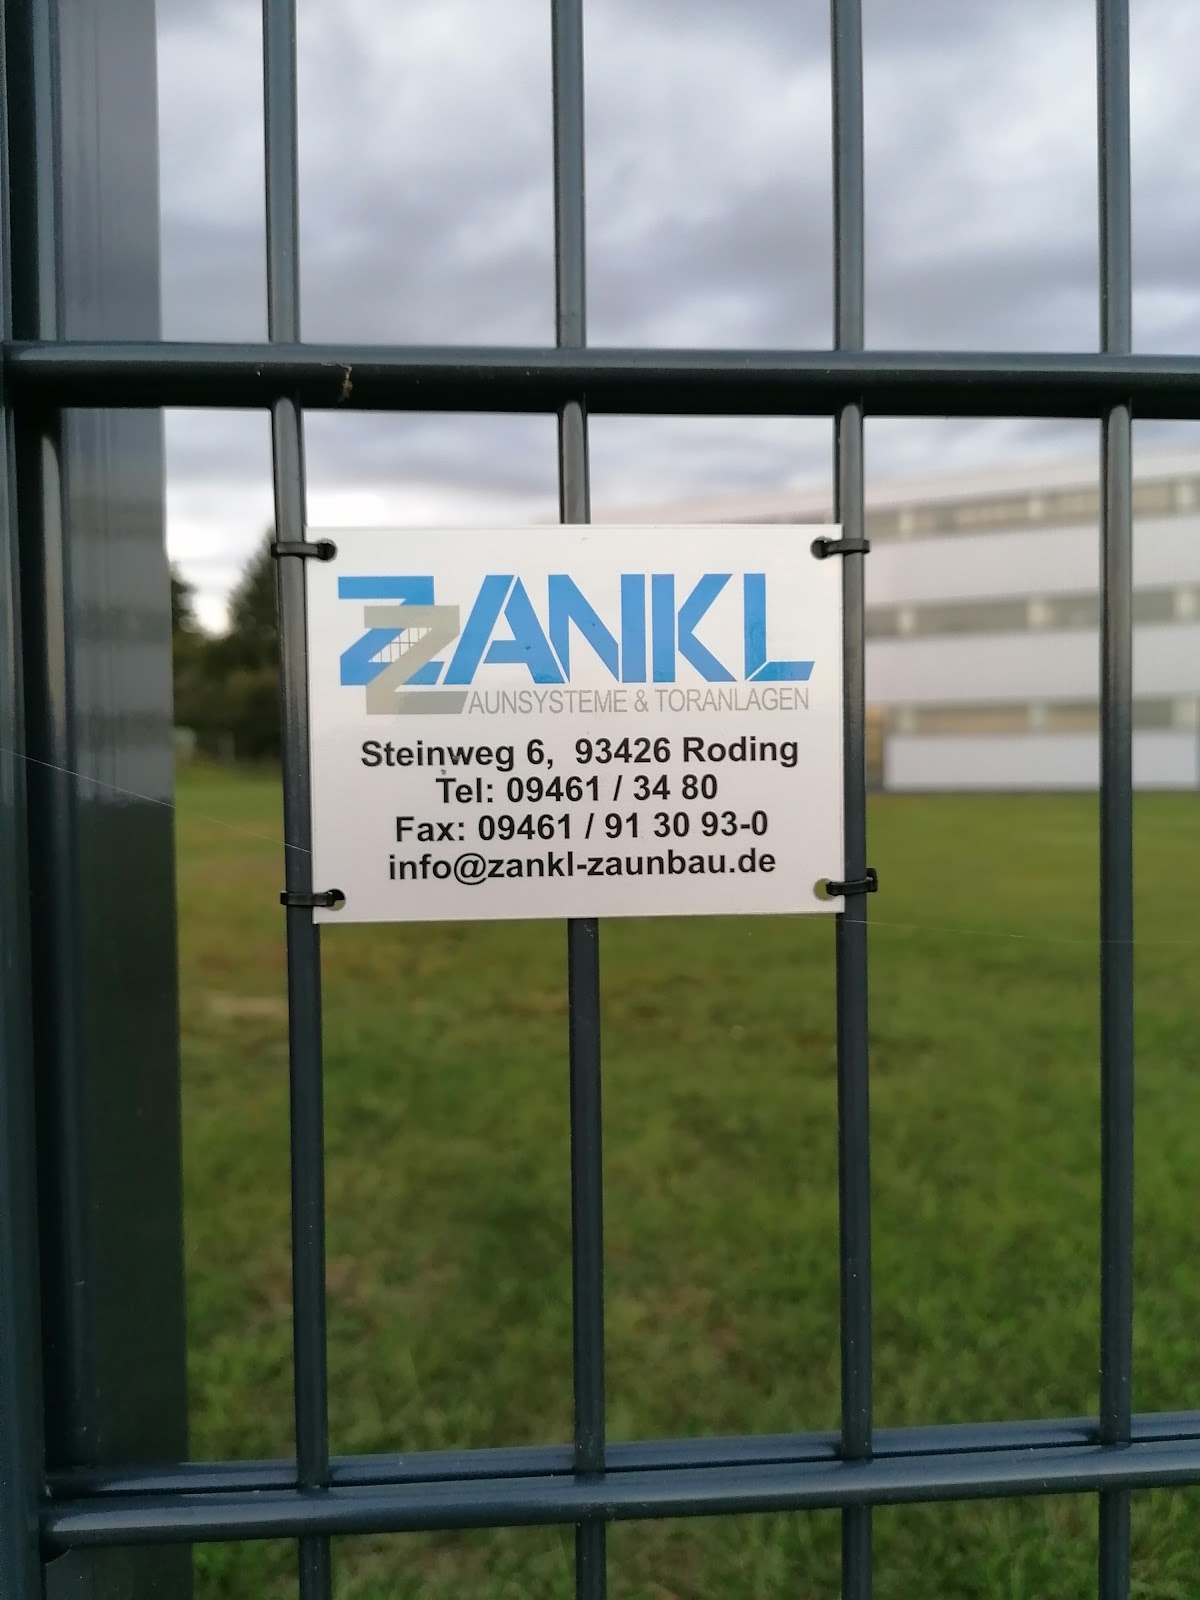 ZANKL
ZAUNSYSTEME & TORANLAGEN
Steinweg 6, 93426 Roding
Tel: 09461 / 34 80
Fax: 09461 / 91 30 93-0
info@zankl-zaunbau.de